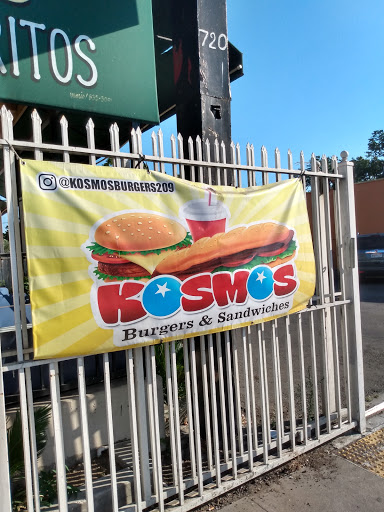 RITOS
720
@KOSMOSBURGERS209
KOSMOS
Burgers & Sandwiches